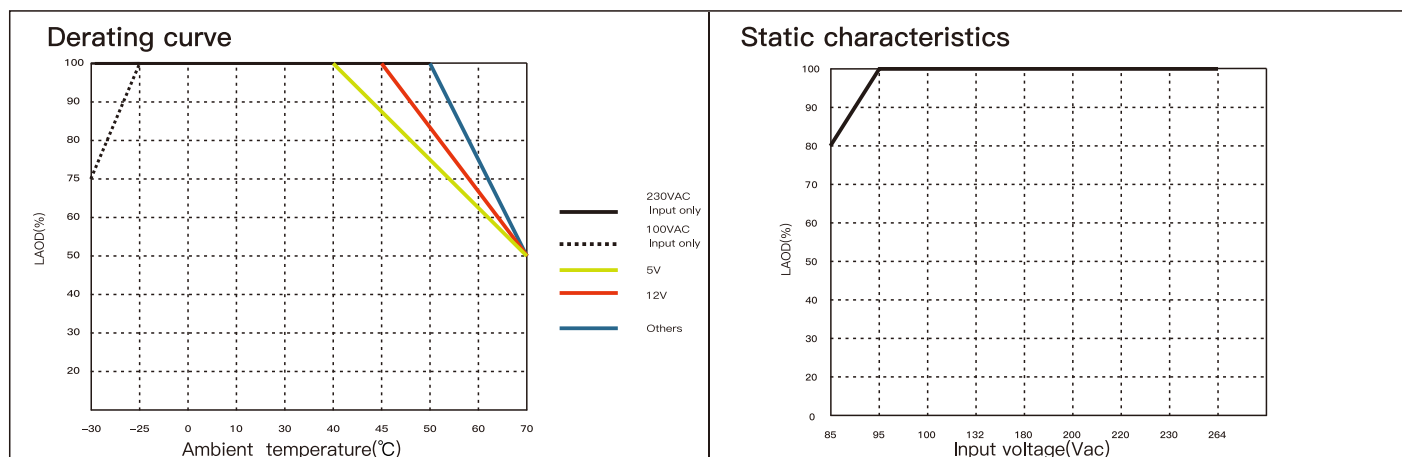 Derating curve
100
90
80
75
60
50
40
30
20
LAOD(%)
-30 -25 0 10 30 40 45 50 60 70
Ambient temperature(℃)
230VAC
Input only
100VAC
Input only
5V
12V
Others
Static characteristics
100
90
80
70
60
50
40
30
20
10
0
LAOD(%)
85 95 100 132 180 200 220 230 264
Input voltage(Vac)